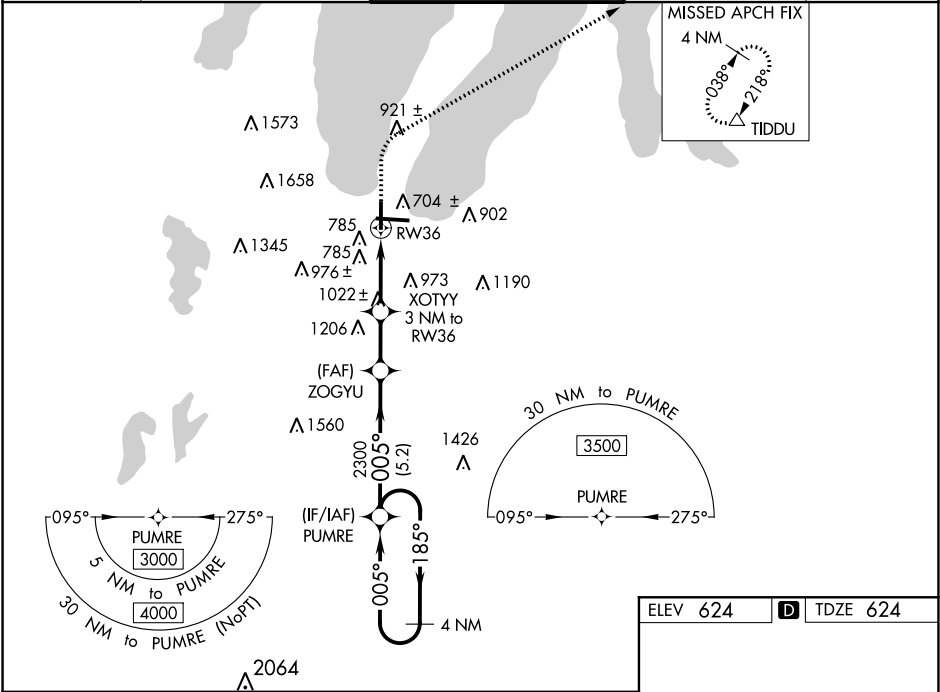 MISSED APCH FIX
4 NM
038°
218°
TIDDU
921 ±
1573
1658
704 ±
902
785
RW36
1345
785
976 ±
973
1190
1022 ±
XOTYY
3 NM to
RW36
1206
(FAF)
ZOGYU
1560
2300
005°
(5.2)
1426
30 NM to PUMRE
3500
PUMRE
095°
275°
095°
275°
PUMRE
3000
5 NM to PUMRE
4000
30 NM to PUMRE (NoPT)
(IF/IAF)
PUMRE
185°
005°
4 NM
2064
ELEV 624
D
TDZE 624